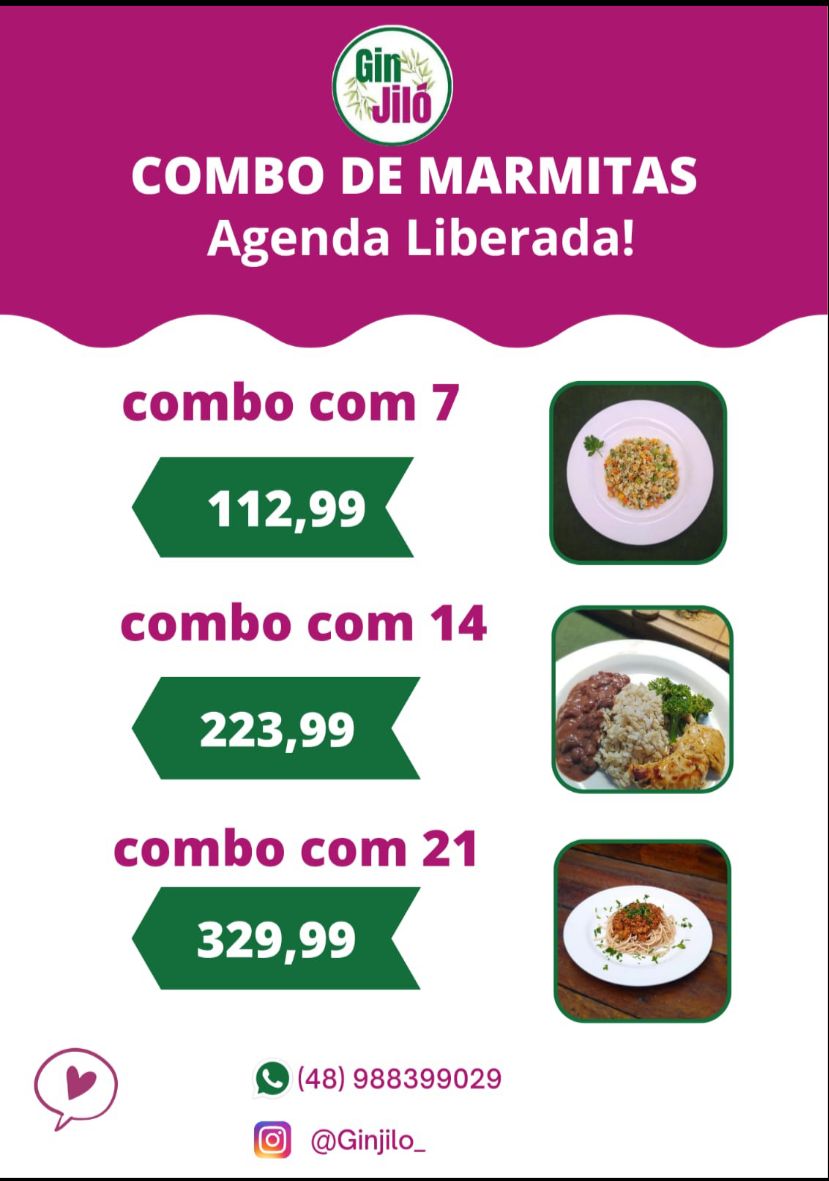 Gin
Jiló
COMBO DE MARMITAS
Agenda Liberada!
combo com 7
112,99
combo com 14
223,99
combo com 21
329,99
(48) 988399029
@Ginjilo_